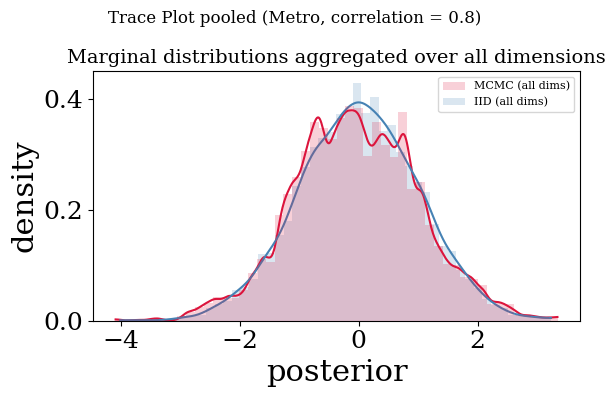 Trace Plot pooled (Metro, correlation = 0.8)
Marginal distributions aggregated over all dimensions
MCMC (all dims)
IID (all dims)
density
0.4
0.2
0.0
−4
−2
0
2
posterior